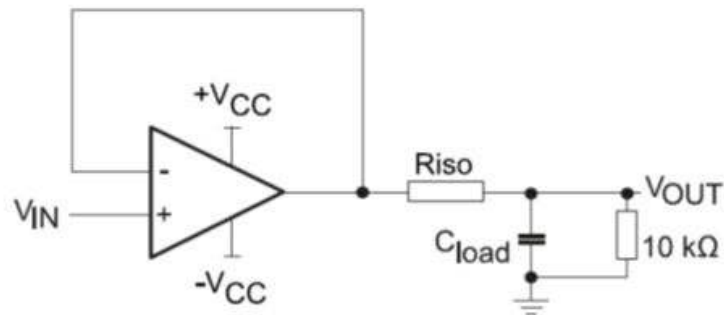 +VCC
Riso
-
VOUT
VIN
+
Cload
10 kΩ
-VCC